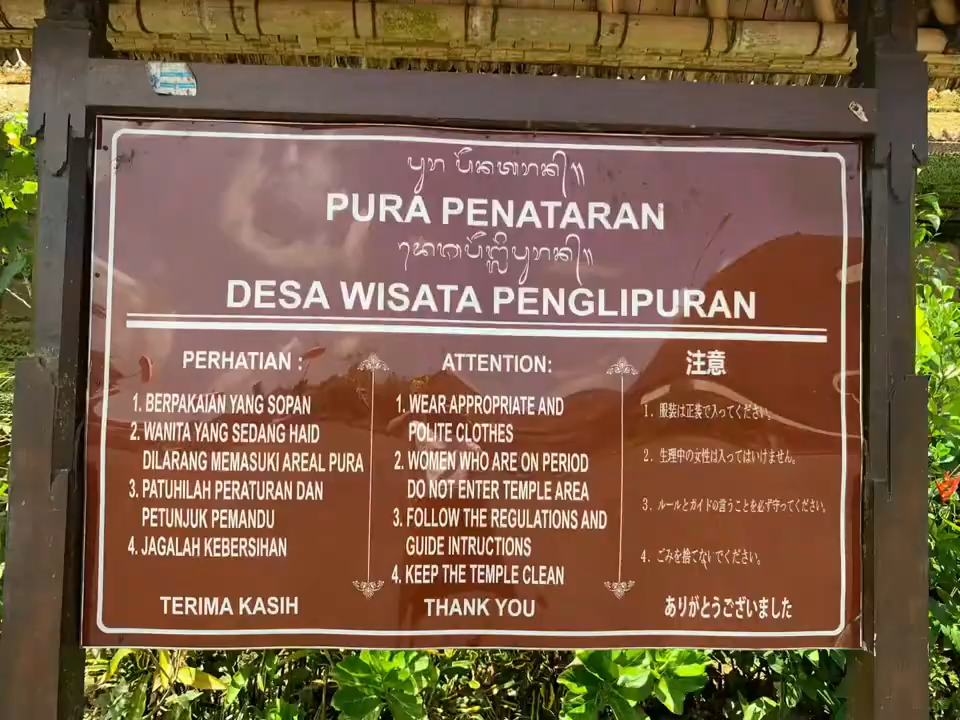 ᬧᬸᬭ ᬧᭂᬦᬢᬭᬦ᭄᭟
PURA PENATARAN
DESA WISATA PENGLIPURAN
PERHATIAN :
1. BERPAKAIAN YANG SOPAN
2. WANITA YANG SEDANG HAID
DILARANG MEMASUKI AREAL PURA
3. PATUHILAH PERATURAN DAN
PETUNJUK PEMANDU
4. JAGALAH KEBERSIHAN
TERIMA KASIH
ATTENTION:
1. WEAR APPROPRIATE AND
POLITE CLOTHES
2. WOMEN WHO ARE ON PERIOD
DO NOT ENTER TEMPLE AREA
3. FOLLOW THE REGULATIONS AND
GUIDE INTRUCTIONS
4. KEEP THE TEMPLE CLEAN
THANK YOU
注意
1. 服装は正装で入ってください。
2. 生理中の女性は入ってはいけません。
3. ルールとガイドの言うことを必ず守ってください。
4. ごみを捨てないでください。
ありがとうございました